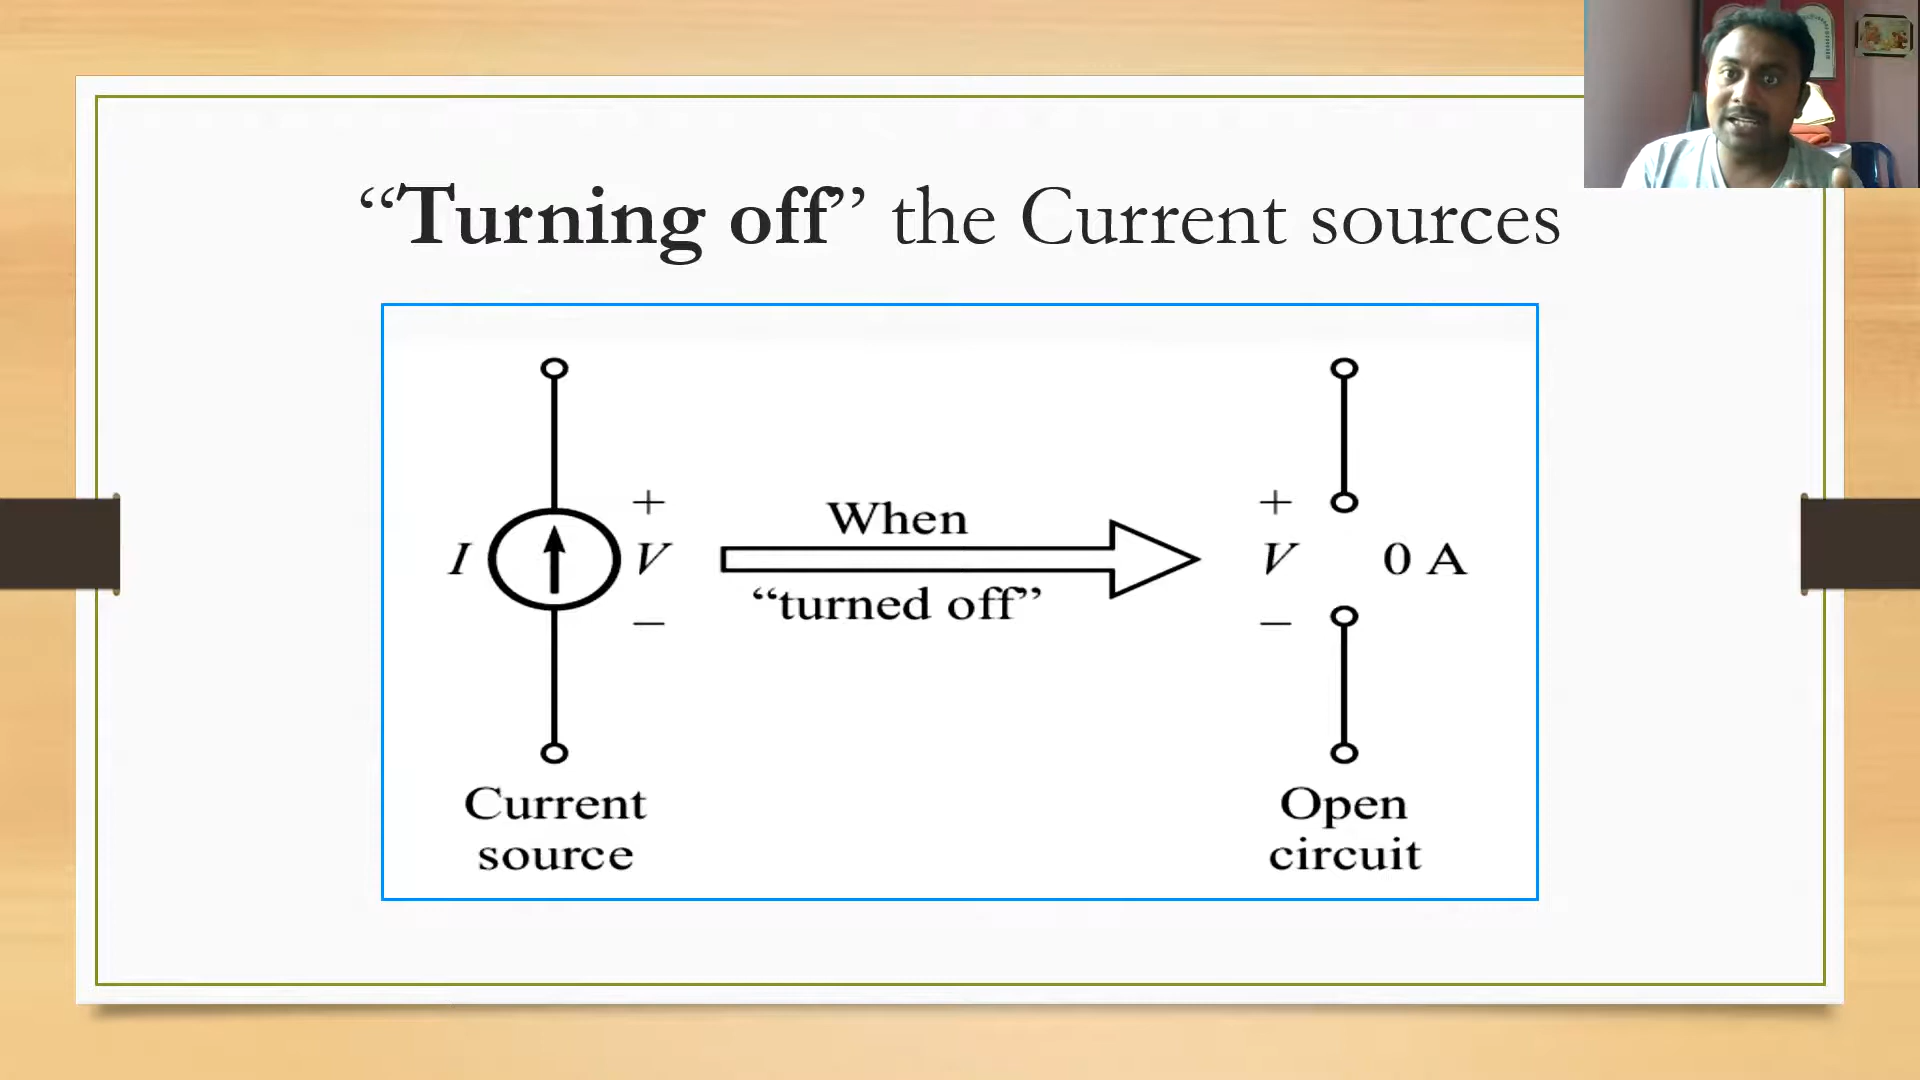 “Turning off” the Current sources
+
+
When
I
V
V
0 A
“turned off”
–
–
Current
source
Open
circuit